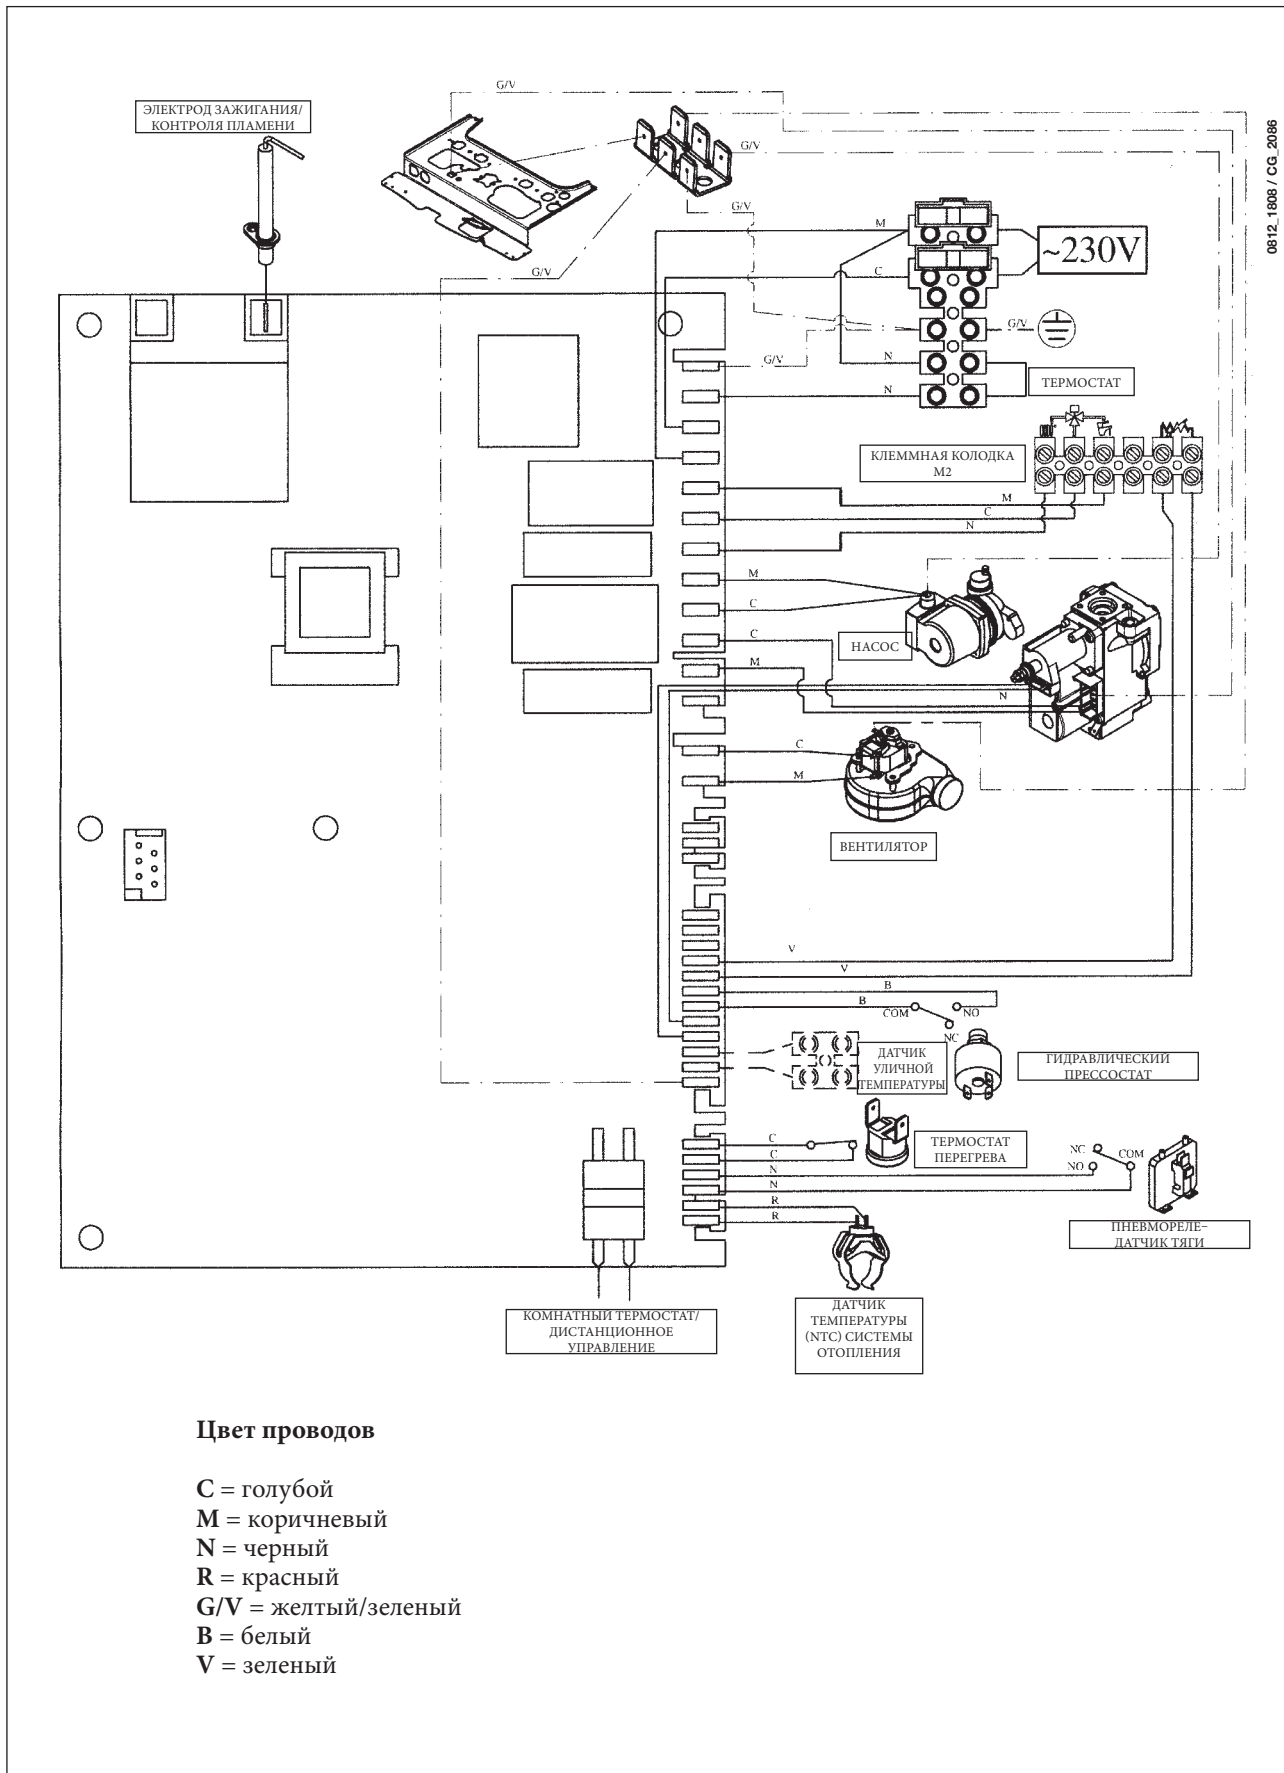 G/V
ЭЛЕКТРОД ЗАЖИГАНИЯ/
КОНТРОЛЯ ПЛАМЕНИ
0812_1808 / CG_2086
G/V
G/V
M
~230V
G/V
C
G/V
G/V
N
ТЕРМОСТАТ
N
КЛЕММНАЯ КОЛОДКА
M2
M
C
N
M
C
C
НАСОС
M
N
C
M
ВЕНТИЛЯТОР
V
V
B
B
COM
NO
NC
ДАТЧИК
УЛИЧНОЙ
ТЕМПЕРАТУРЫ
ГИДРАВЛИЧЕСКИЙ
ПРЕССОСТАТ
C
C
N
N
R
R
ТЕРМОСТАТ
ПЕРЕГРЕВА
NC
NO
COM
ПНЕВМОРЕЛЕ–
ДАТЧИК ТЯГИ
КОМНАТНЫЙ ТЕРМОСТАТ/
ДИСТАНЦИОННОЕ
УПРАВЛЕНИЕ
ДАТЧИК
ТЕМПЕРАТУРЫ
(NTC) СИСТЕМЫ
ОТОПЛЕНИЯ
Цвет проводов
C = голубой
M = коричневый
N = черный
R = красный
G/V = желтый/зеленый
B = белый
V = зеленый